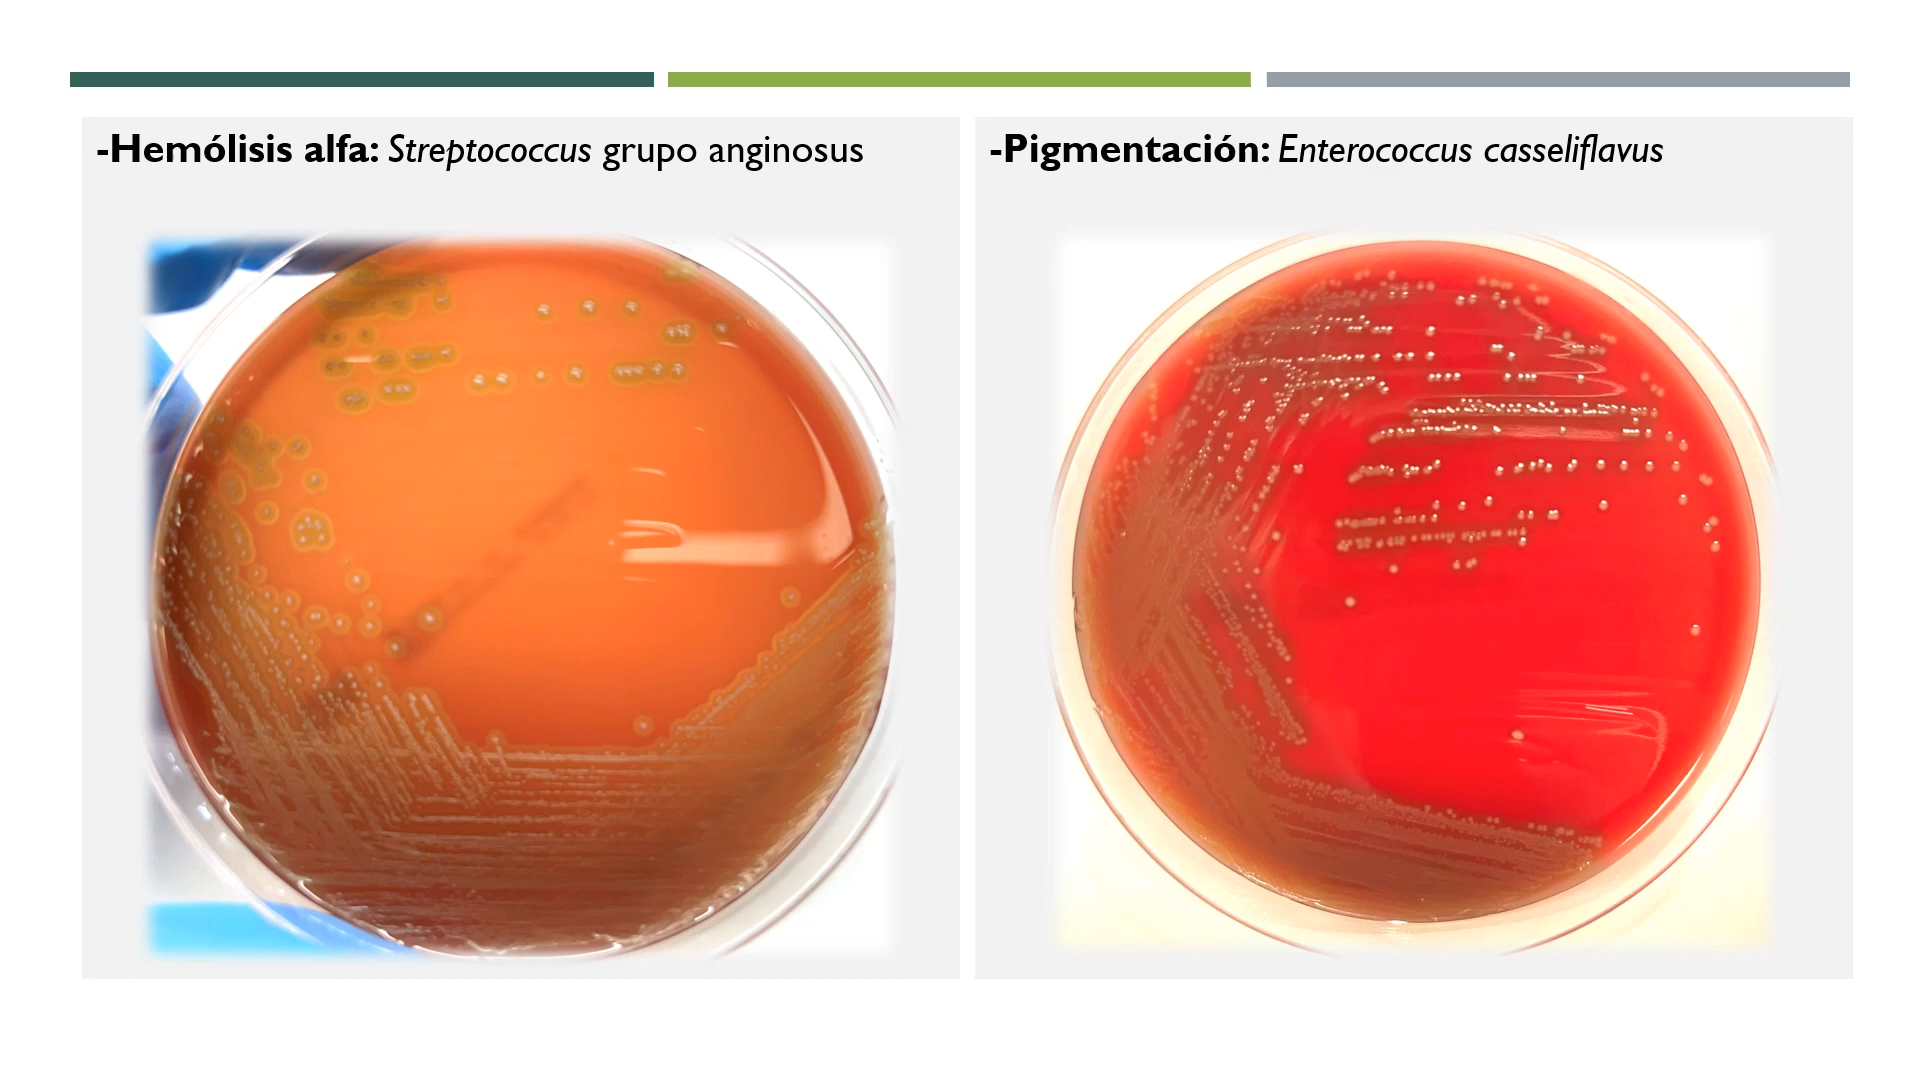 -Hemólisis alfa: Streptococcus grupo anginosus
-Pigmentación: Enterococcus casseliflavus